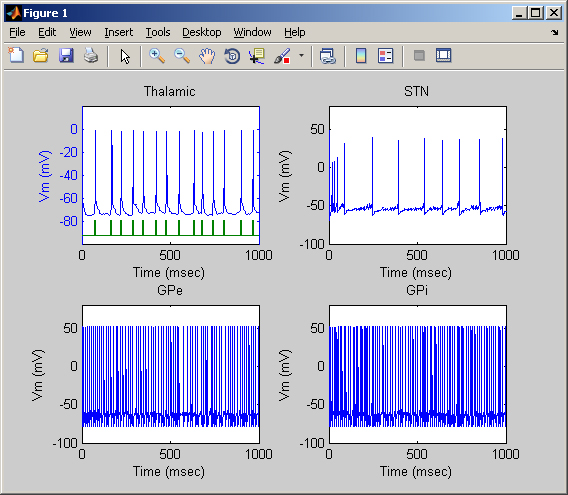 Figure 1
File Edit View Insert Tools Desktop Window Help
Thalamic
0
-20
-40
-60
-80
Vm (mV)
0 500 1000
Time (msec)
STN
50
0
-50
-100
Vm (mV)
0 500 1000
Time (msec)
GPe
50
0
-50
-100
Vm (mV)
0 500 1000
Time (msec)
GPi
50
0
-50
-100
Vm (mV)
0 500 1000
Time (msec)